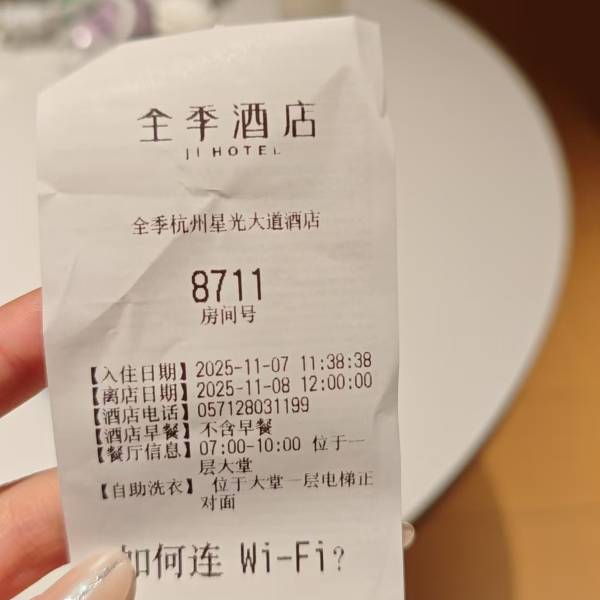 全季酒店
JI HOTEL
全季杭州星光大道酒店
8711
房间号
【入住日期】2025-11-07 11:38:38
【离店日期】2025-11-08 12:00:00
【酒店电话】057128031199
【酒店早餐】不含早餐
【餐厅信息】07:00-10:00 位于一
层大堂
【自助洗衣】 位于大堂一层电梯正
对面
如何连 Wi-Fi?